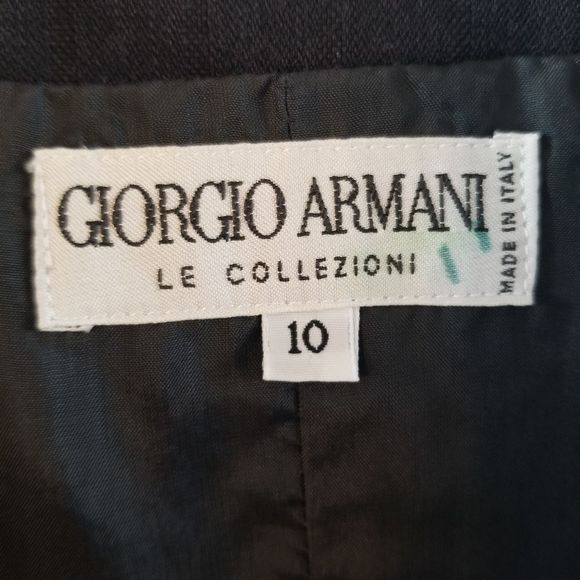 GIORGIO ARMANI
LE COLLEZIONI
MADE IN ITALY
10